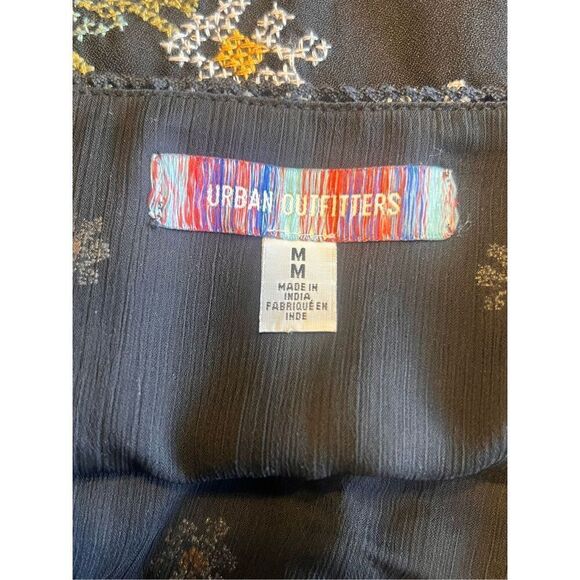 URBAN OUTFITTERS
M
M
MADE IN
INDIA
FABRIQUÉ EN
INDE